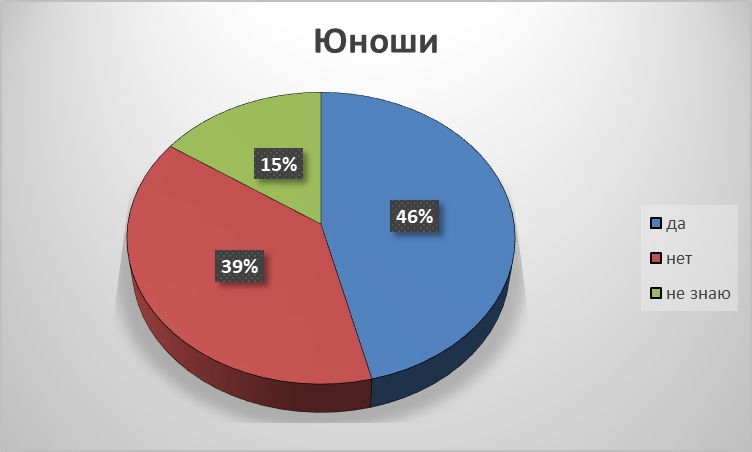 Юноши
15%
46%
39%
да
нет
не знаю